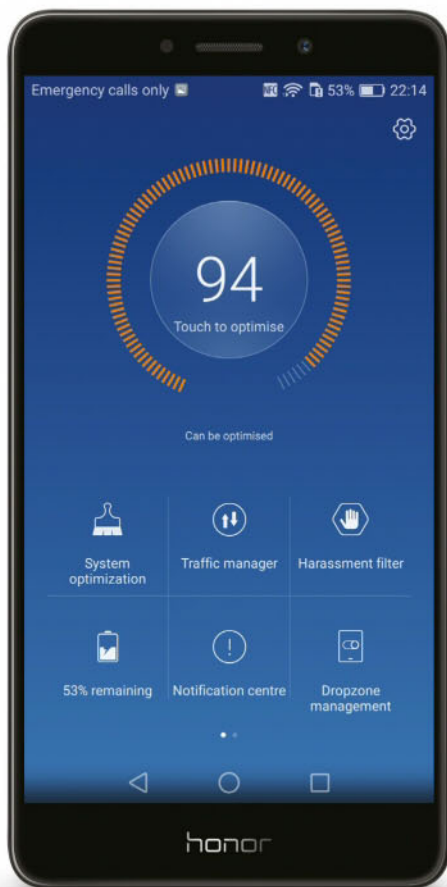 Emergency calls only NFC 53% 22:14
94
Touch to optimise
Can be optimised
System optimization
Traffic manager
Harassment filter
53% remaining
Notification centre
Dropzone management
honor